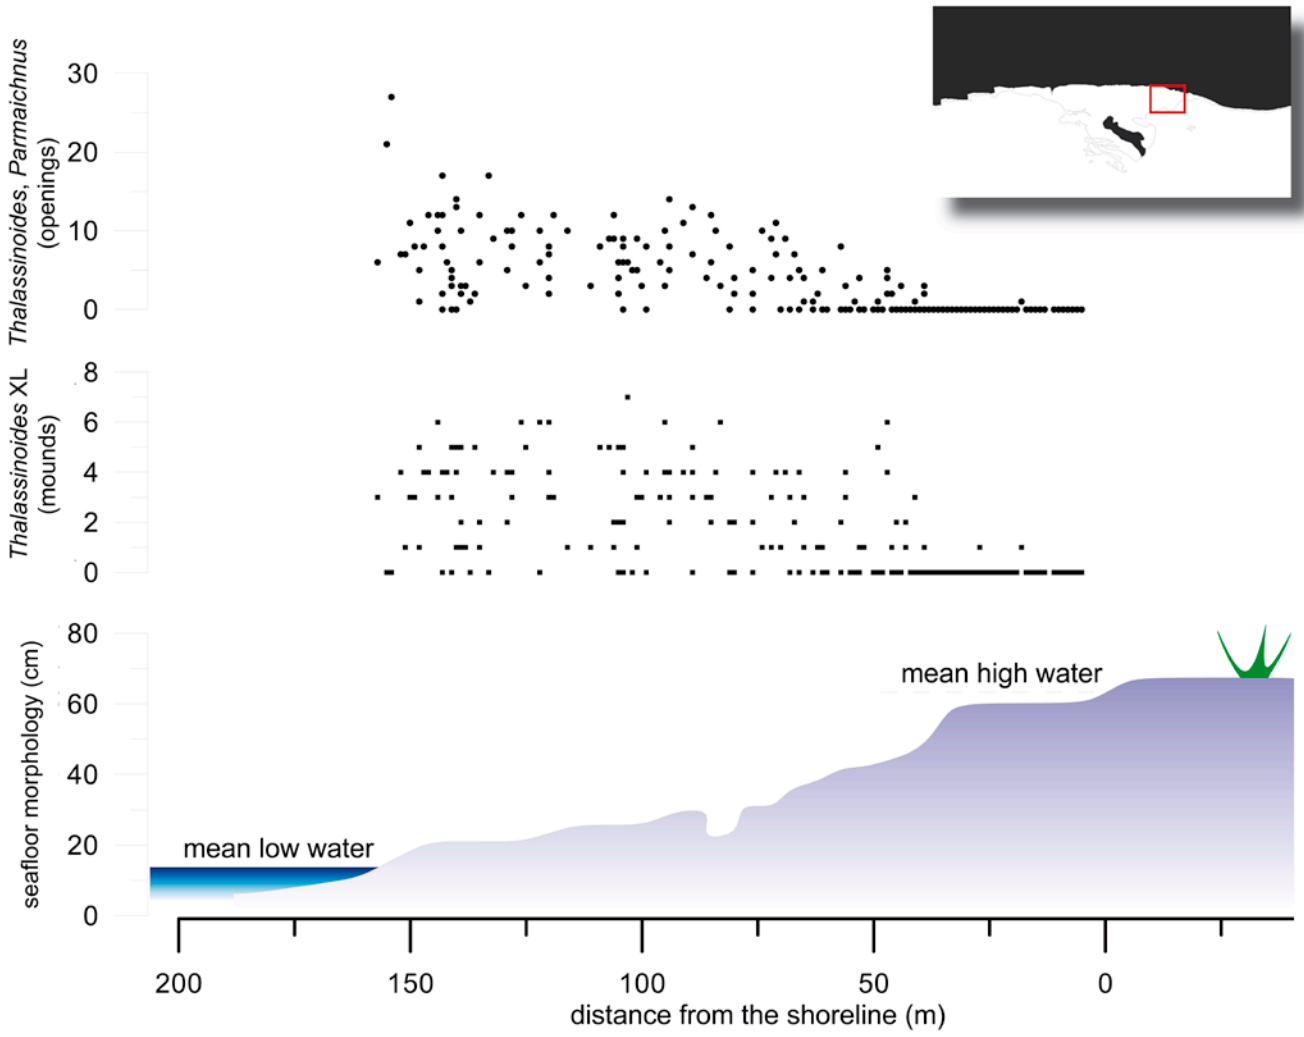 Thalassinoides, Parmaichnus
(openings)
30
20
10
0
Thalassinoides XL
(mounds)
8
6
4
2
0
seafloor morphology (cm)
80
60
40
20
0
mean high water
mean low water
200
150
100
50
0
distance from the shoreline (m)